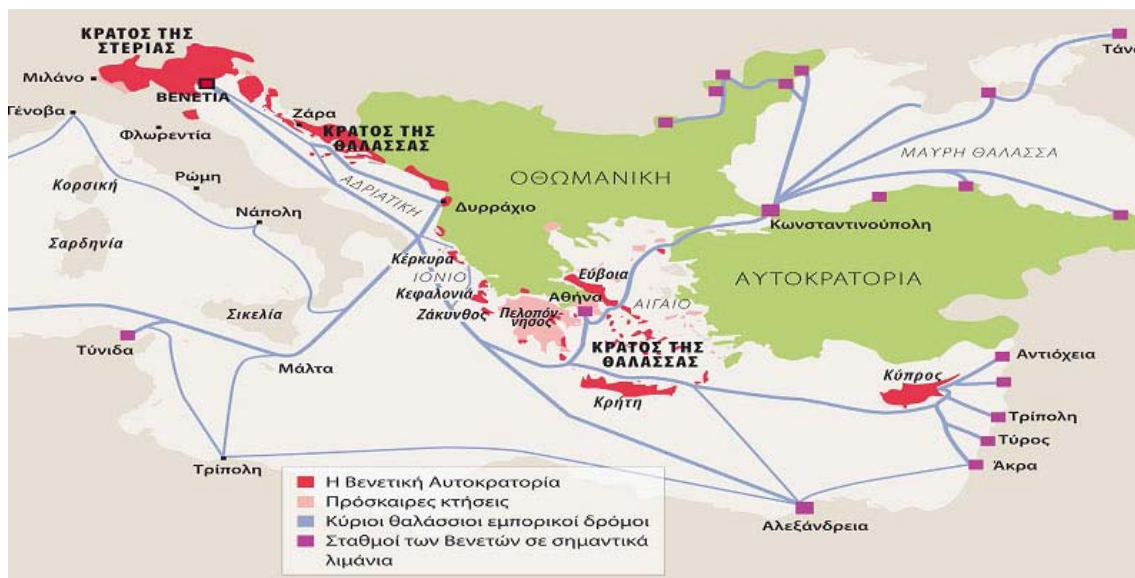 ΚΡΑΤΟΣ ΤΗΣ
ΣΤΕΡΙΑΣ
Μιλάνο
ΒΕΝΕΤΙΑ
Γένοβα
Φλωρεντία
Ζάρα
ΚΡΑΤΟΣ ΤΗΣ
ΘΑΛΑΣΣΑΣ
Κορσική
Ρώμη
ΑΔΡΙΑΤΙΚΗ
Νάπολη
Σαρδηνία
Δυρράχιο
ΟΘΩΜΑΝΙΚΗ
ΑΥΤΟΚΡΑΤΟΡΙΑ
Τάνα
ΜΑΥΡΗ ΘΑΛΑΣΣΑ
Κωνσταντινούπολη
Κέρκυρα
ΙΟΝΙΟ
Κεφαλονιά
Ζάκυνθος
Πελοπόν-
νησος
Αθήνα
Εύβοια
ΑΙΓΑΙΟ
ΚΡΑΤΟΣ ΤΗΣ
ΘΑΛΑΣΣΑΣ
Κρήτη
Σικελία
Τύνιδα
Μάλτα
Τρίπολη
Κύπρος
Αντιόχεια
Τρίπολη
Τύρος
Άκρα
Αλεξάνδρεια
Η Βενετική Αυτοκρατορία
Πρόσκαιρες κτήσεις
Κύριοι θαλάσσιοι εμπορικοί δρόμοι
Σταθμοί των Βενετών σε σημαντικά
λιμάνια